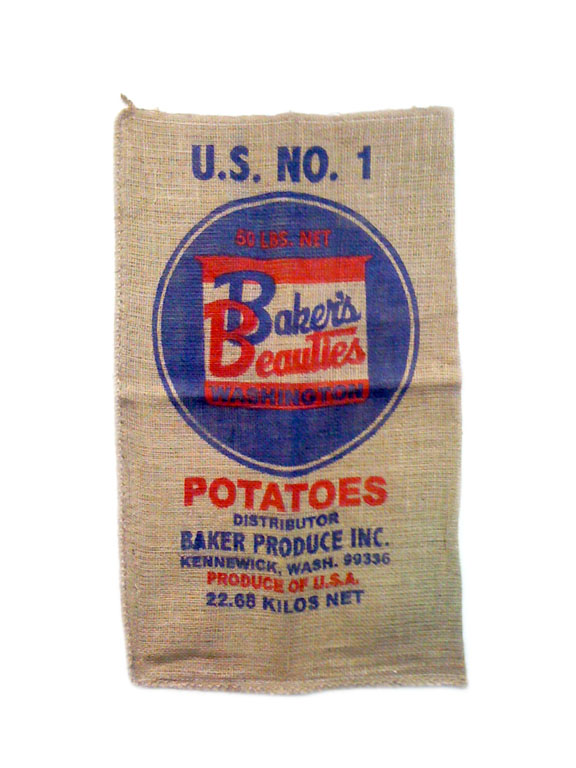 U.S. NO. 1
50 LBS. NET
Baker's
Beauties
WASHINGTON
POTATOES
DISTRIBUTOR
BAKER PRODUCE INC.
KENNEWICK, WASH. 99336
PRODUCE OF U.S.A.
22.68 KILOS NET